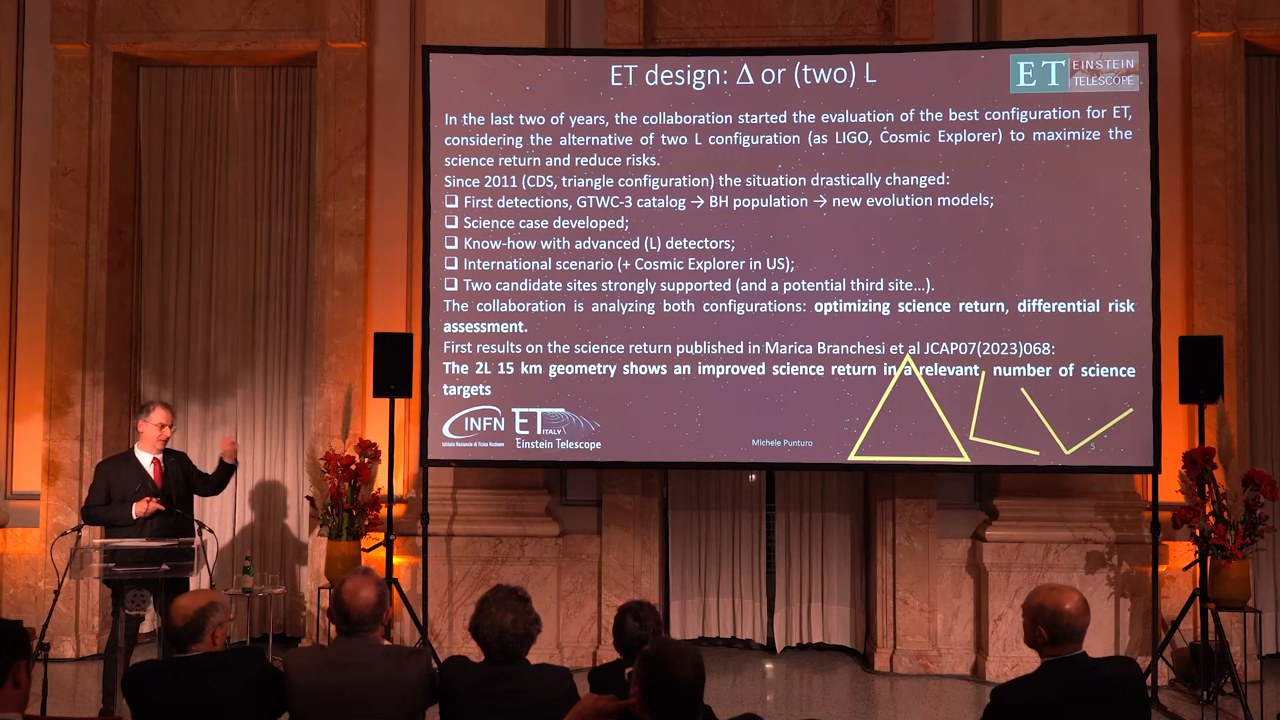 ET design: Δ or (two) L
ET EINSTEIN
TELESCOPE
In the last two of years, the collaboration started the evaluation of the best configuration for ET,
considering the alternative of two L configuration (as LIGO, Cosmic Explorer) to maximize the
science return and reduce risks.
Since 2011 (CDS, triangle configuration) the situation drastically changed:
❑ First detections, GTWC-3 catalog → BH population → new evolution models;
❑ Science case developed;
❑ Know-how with advanced (L) detectors;
❑ International scenario (+ Cosmic Explorer in US);
❑ Two candidate sites strongly supported (and a potential third site...).
The collaboration is analyzing both configurations: optimizing science return, differential risk
assessment.
First results on the science return published in Marica Branchesi et al JCAP07(2023)068:
The 2L 15 km geometry shows an improved science return in a relevant number of science
targets
INFN
Istituto Nazionale di Fisica Nucleare
ET ITALY
Einstein Telescope
Michele Punturo
5